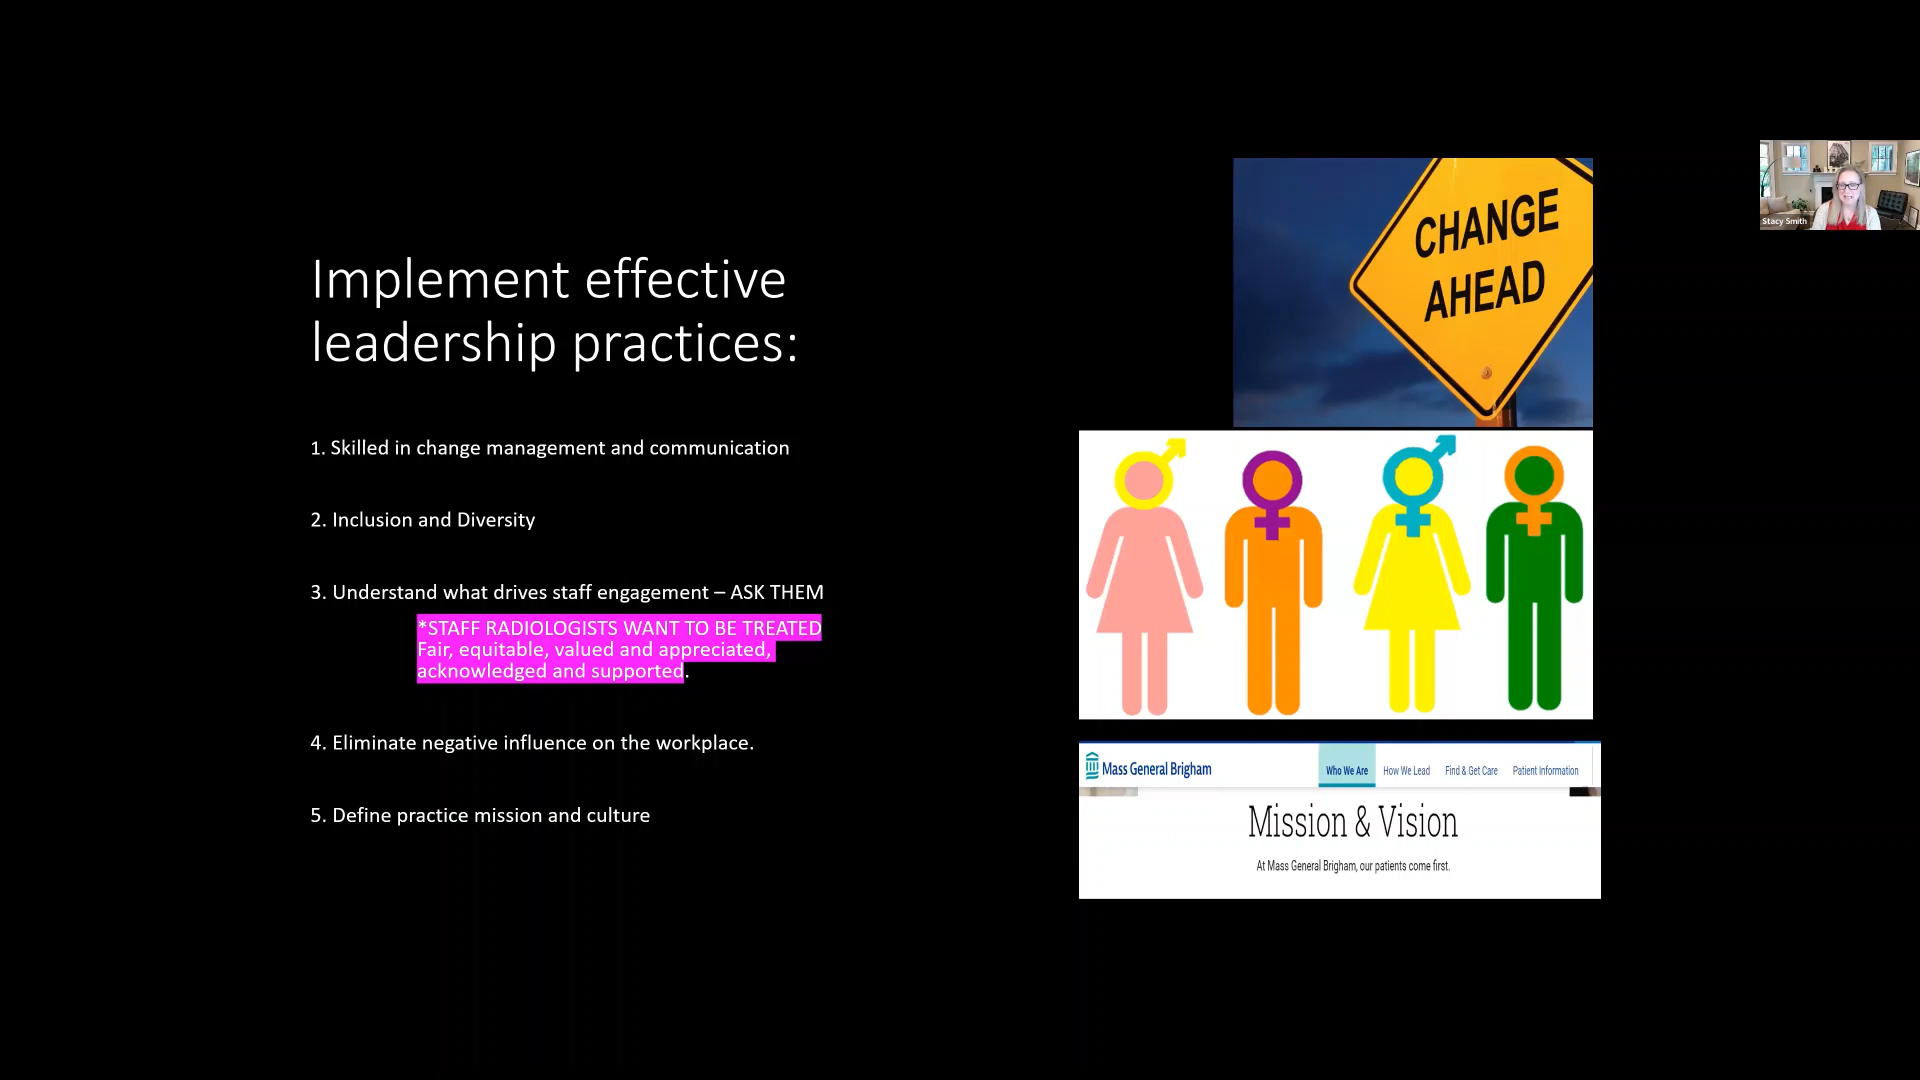 Implement effective
leadership practices:
1. Skilled in change management and communication
2. Inclusion and Diversity
3. Understand what drives staff engagement – ASK THEM
*STAFF RADIOLOGISTS WANT TO BE TREATED
Fair, equitable, valued and appreciated,
acknowledged and supported.
4. Eliminate negative influence on the workplace.
5. Define practice mission and culture
CHANGE
AHEAD
Mass General Brigham
Who We Are How We Lead Find & Get Care Patient Information
Mission & Vision
At Mass General Brigham, our patients come first.
Stacy Smith